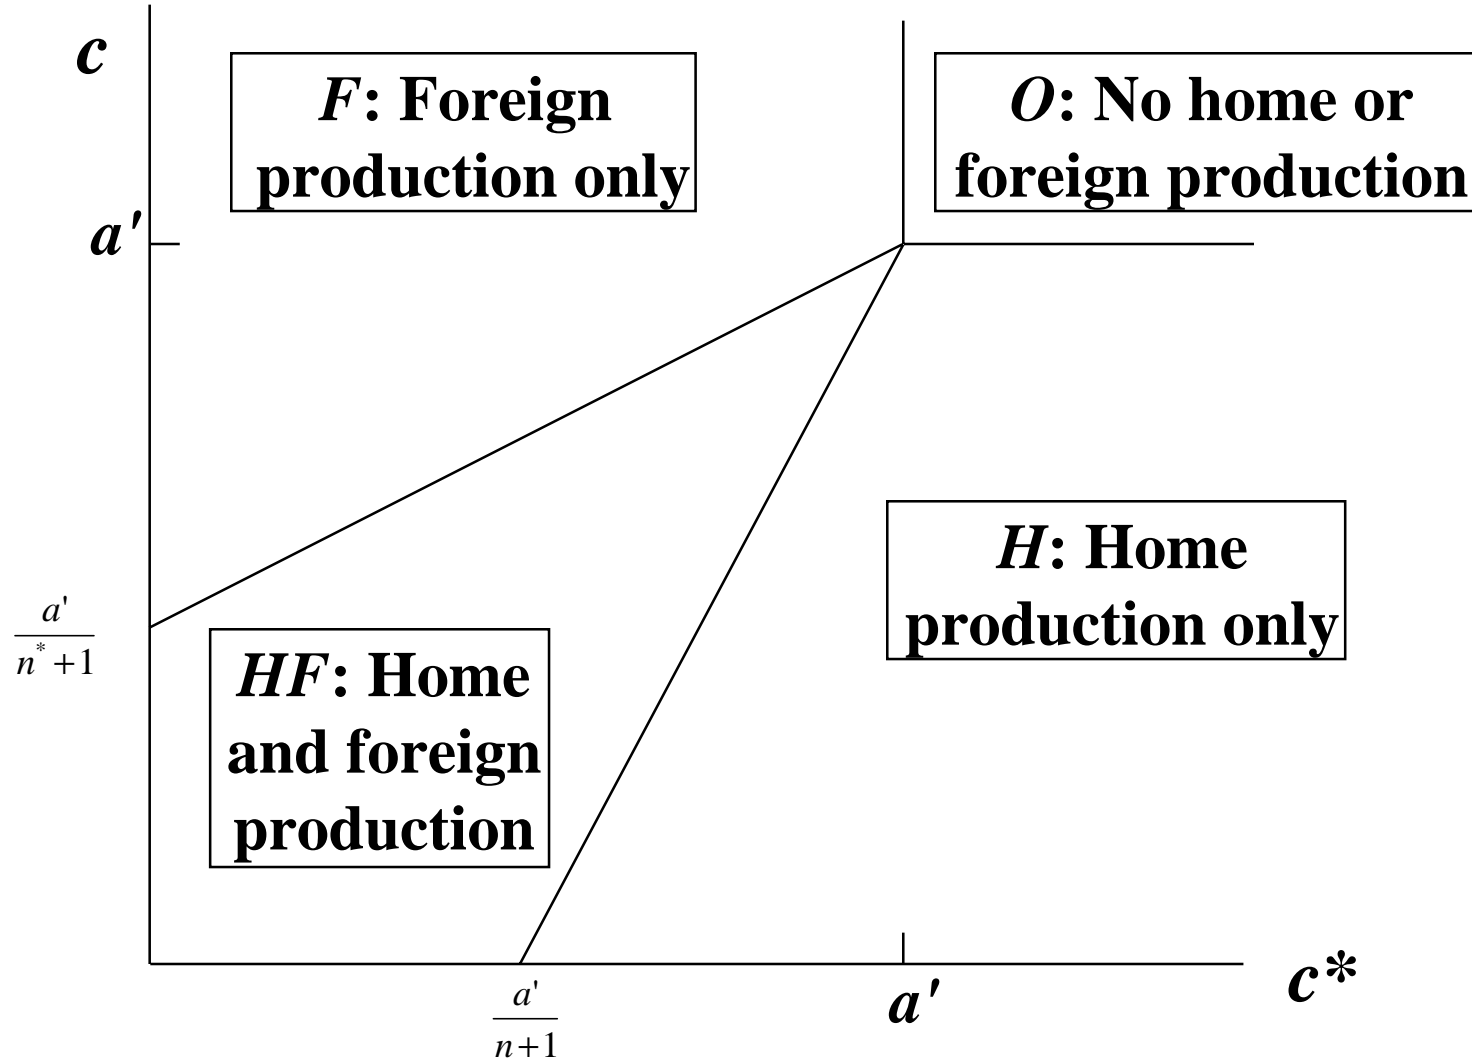 c
F: Foreign
production only
O: No home or
foreign production
a'
H: Home
production only
a'
n* +1
HF: Home
and foreign
production
c*
a'
n+1
a'